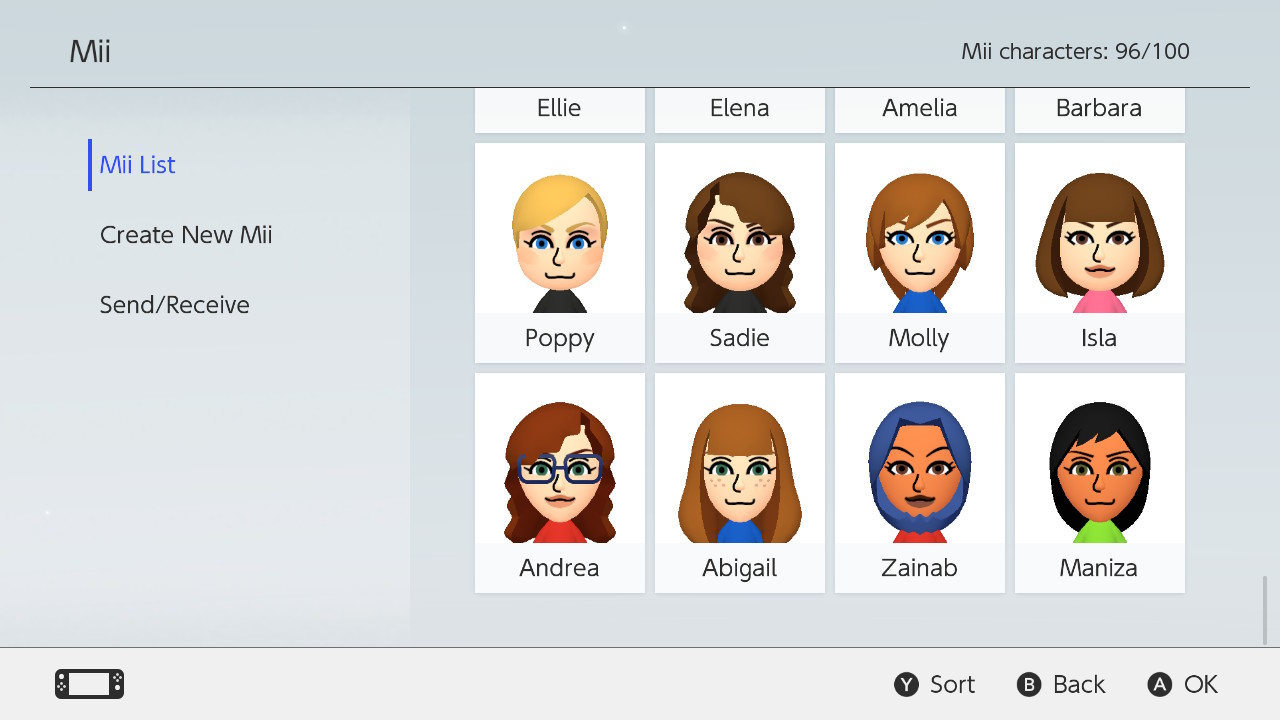 Mii
Mii characters: 96/100
Mii List
Create New Mii
Send/Receive
Ellie
Elena
Amelia
Barbara
Poppy
Sadie
Molly
Isla
Andrea
Abigail
Zainab
Maniza
Y Sort
B Back
A OK